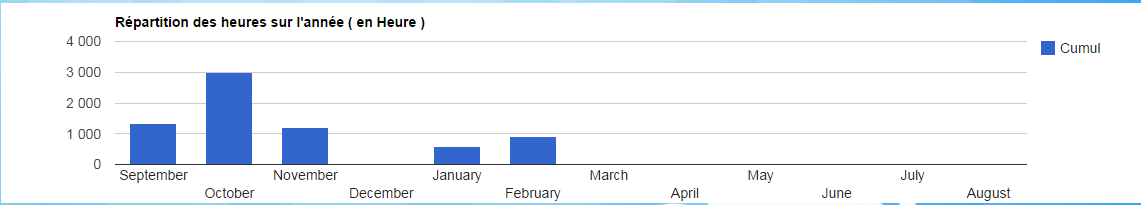 Répartition des heures sur l'année ( en Heure )
4 000
3 000
2 000
1 000
0
Cumul
September
October
November
December
January
February
March
April
May
June
July
August